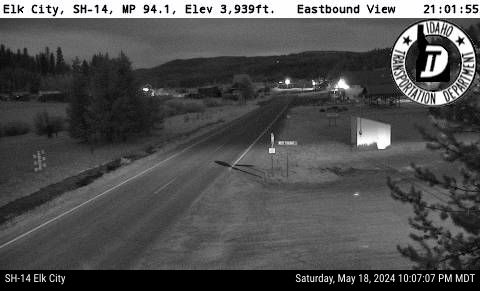 Elk City, SH-14, MP 94.1, Elev 3,939ft. Eastbound View 21:01:55
IDAHO
TRANSPORTATION DEPARTMENT
SH-14 Elk City Saturday, May 18, 2024 10:07:07 PM MDT